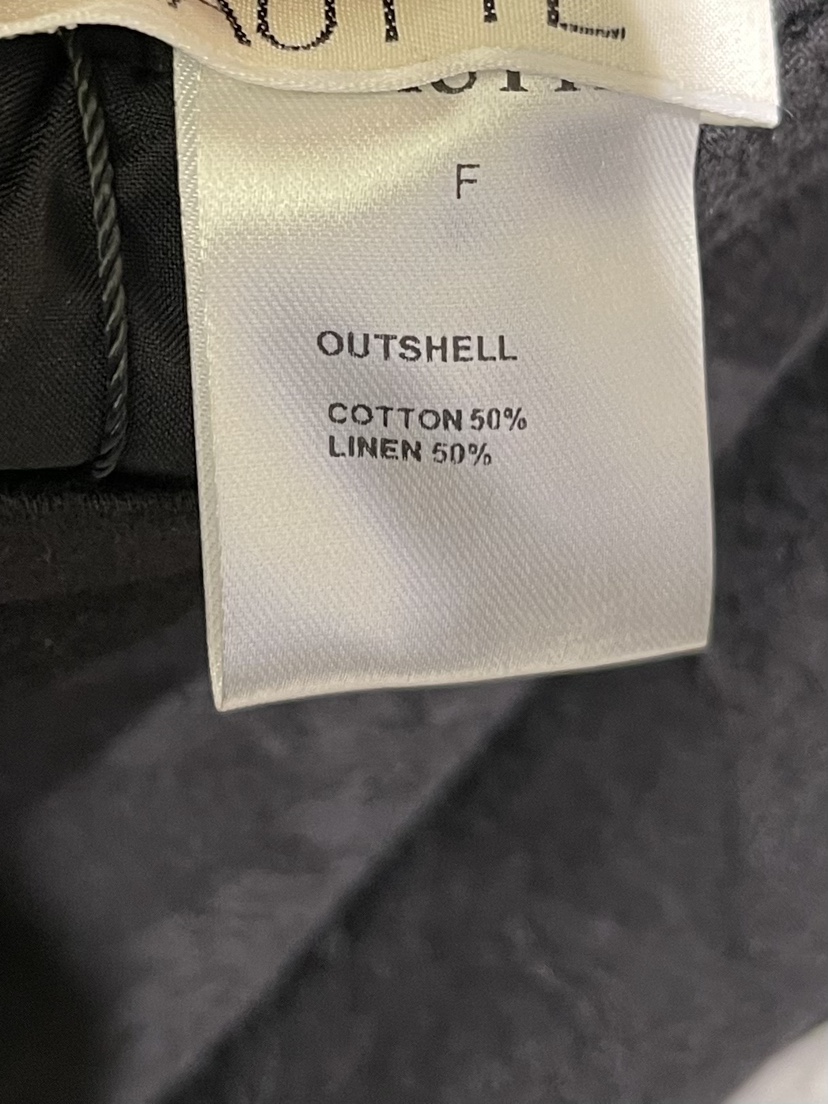 F
OUTSHELL
COTTON 50%
LINEN 50%